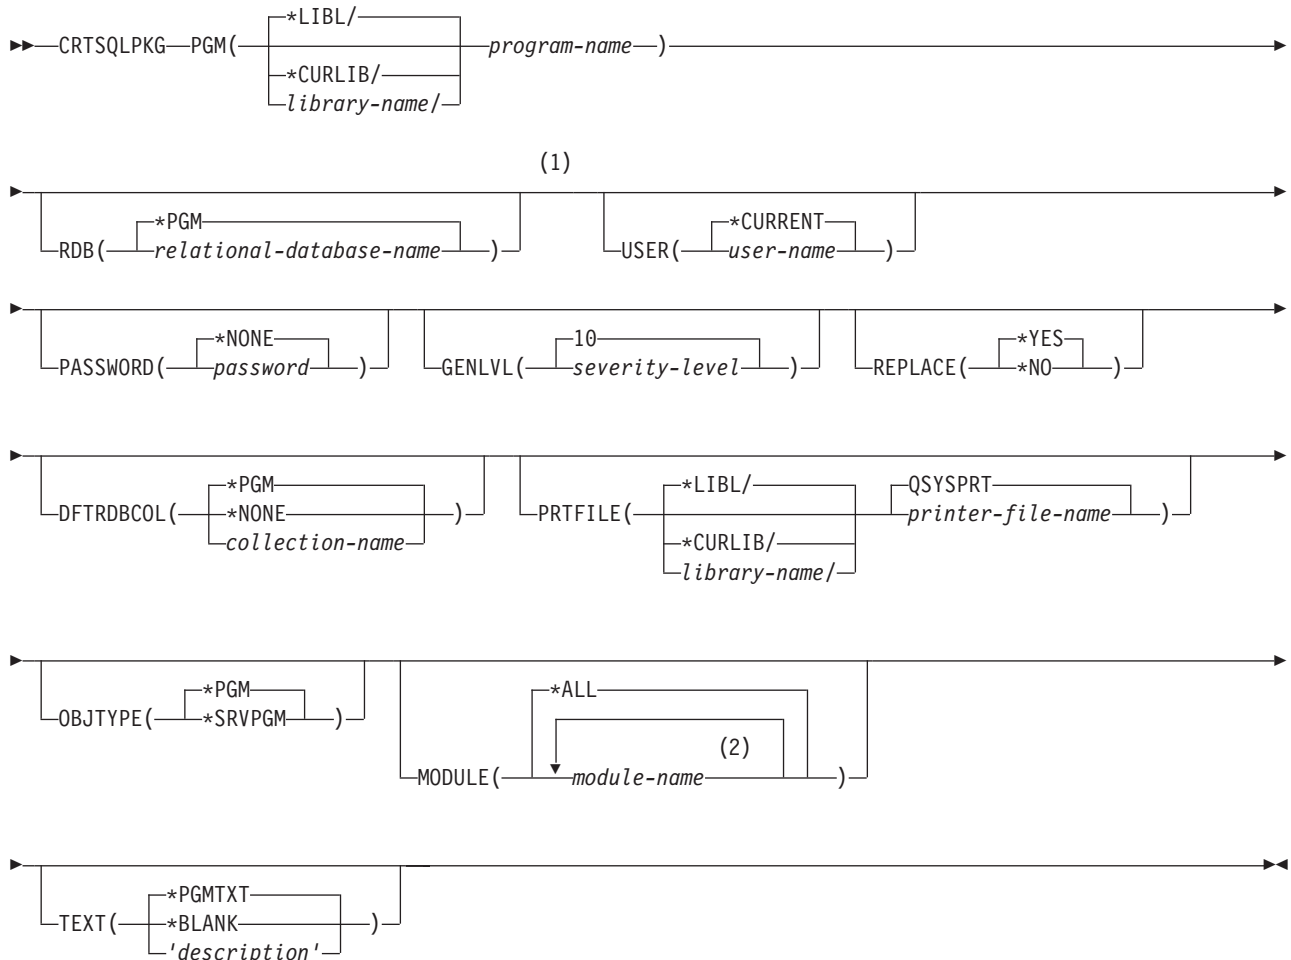 *LIBL/
CRTSQLPKG PGM( program-name )
*CURLIB/
library-name/
(1)
*PGM *CURRENT
RDB( relational-database-name ) USER( user-name )
*NONE 10 *YES
PASSWORD( password ) GENLVL( severity-level ) REPLACE( *NO )
*PGM *LIBL/ QSYSPRT
DFTRDBCOL( *NONE ) PRTFILE( printer-file-name )
collection-name *CURLIB/
library-name/
*PGM *ALL
OBJTYPE( *SRVPGM )
(2)
MODULE( module-name )
*PGMTXT
TEXT( *BLANK )
'description'